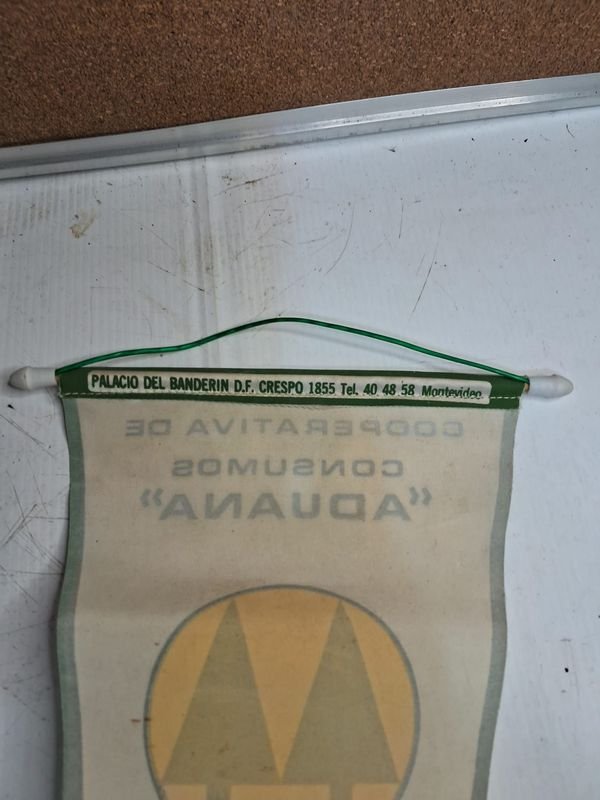 PALACIO DEL BANDERIN D.F. CRESPO 1855 Tel. 40 48 58 Montevideo
COOPERATIVA DE
CONSUMOS
"ADUANA"